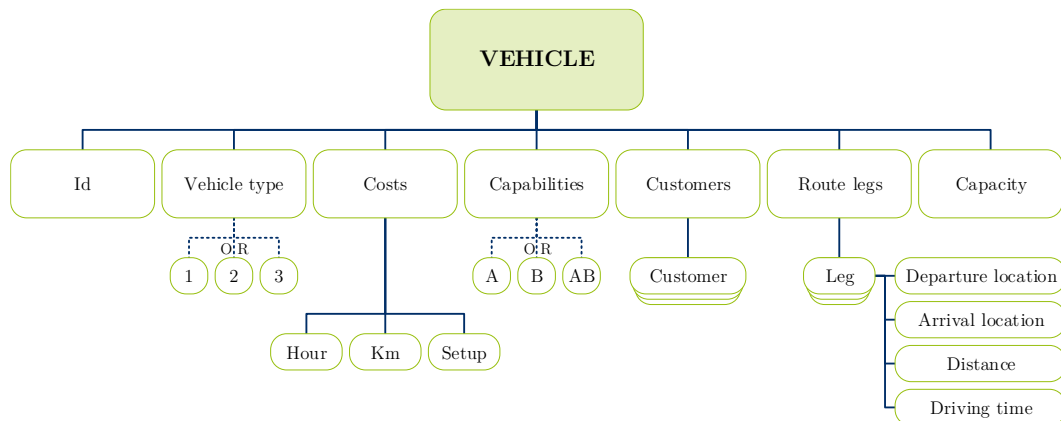 VEHICLE
Id Vehicle type Costs Capabilities Customers Route legs Capacity
OR OR
1 2 3 A B AB Customer Leg Departure location
Arrival location
Hour Km Setup
Distance
Driving time